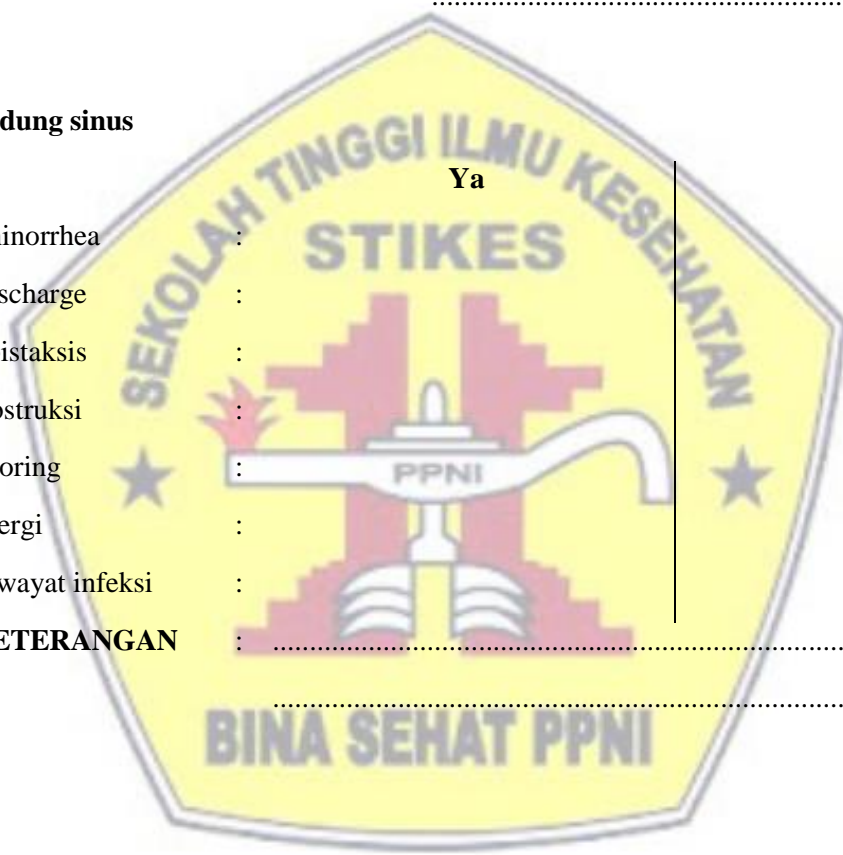 ................................................................
dung sinus
Ya
inorrhea :
scharge :
istaksis :
bstruksi :
oring :
ergi :
wayat infeksi :
ETERANGAN : ................................................................................
................................................................................
SEKOLAH TINGGI ILMU KESEHATAN
STIKES
PPNI
BINA SEHAT PPNI